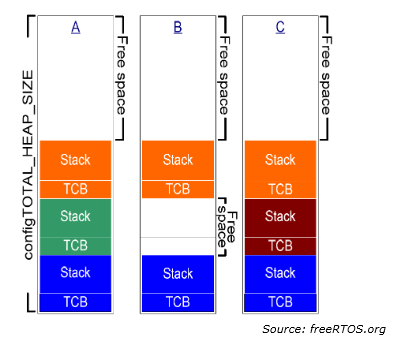 configTOTAL_HEAP_SIZE
A
Free space
Stack
TCB
Stack
TCB
Stack
TCB
B
Free space
Stack
TCB
Free
space
Stack
TCB
C
Free space
Stack
TCB
Stack
TCB
Stack
TCB
Source: freeRTOS.org